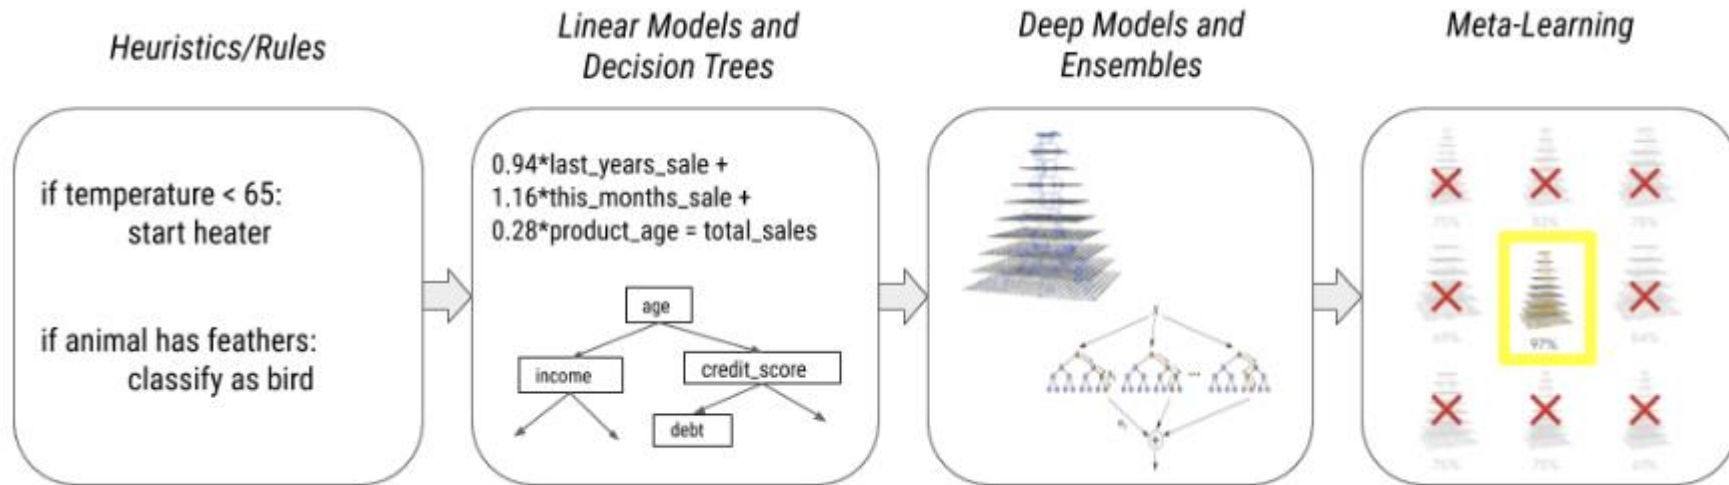 Heuristics/Rules
Linear Models and
Decision Trees
Deep Models and
Ensembles
Meta-Learning
if temperature < 65:
start heater
if animal has feathers:
classify as bird
0.94*last_years_sale +
1.16*this_months_sale +
0.28*product_age = total_sales
age
income
credit_score
debt
...
+
97%